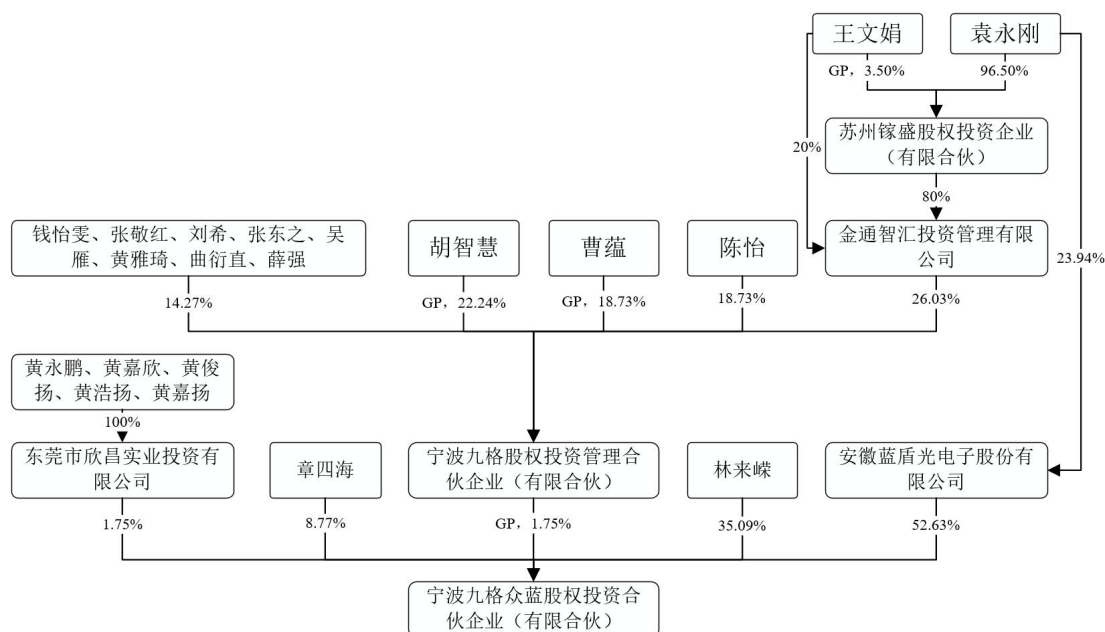 王文娟
袁永刚
GP，3.50%
96.50%
苏州镓盛股权投资企业
（有限合伙）
20%
80%
钱怡雯、张敬红、刘希、张东之、吴
雁、黄雅琦、曲衍直、薛强
胡智慧
曹蕴
陈怡
金通智汇投资管理有限
公司
23.94%
14.27%
GP，22.24%
GP，18.73%
18.73%
26.03%
黄永鹏、黄嘉欣、黄俊
扬、黄浩扬、黄嘉扬
100%
东莞市欣昌实业投资有
限公司
章四海
宁波九格股权投资管理合
伙企业（有限合伙）
林来嵘
安徽蓝盾光电子股份有
限公司
1.75%
8.77%
GP，1.75%
35.09%
52.63%
宁波九格众蓝股权投资合
伙企业（有限合伙）